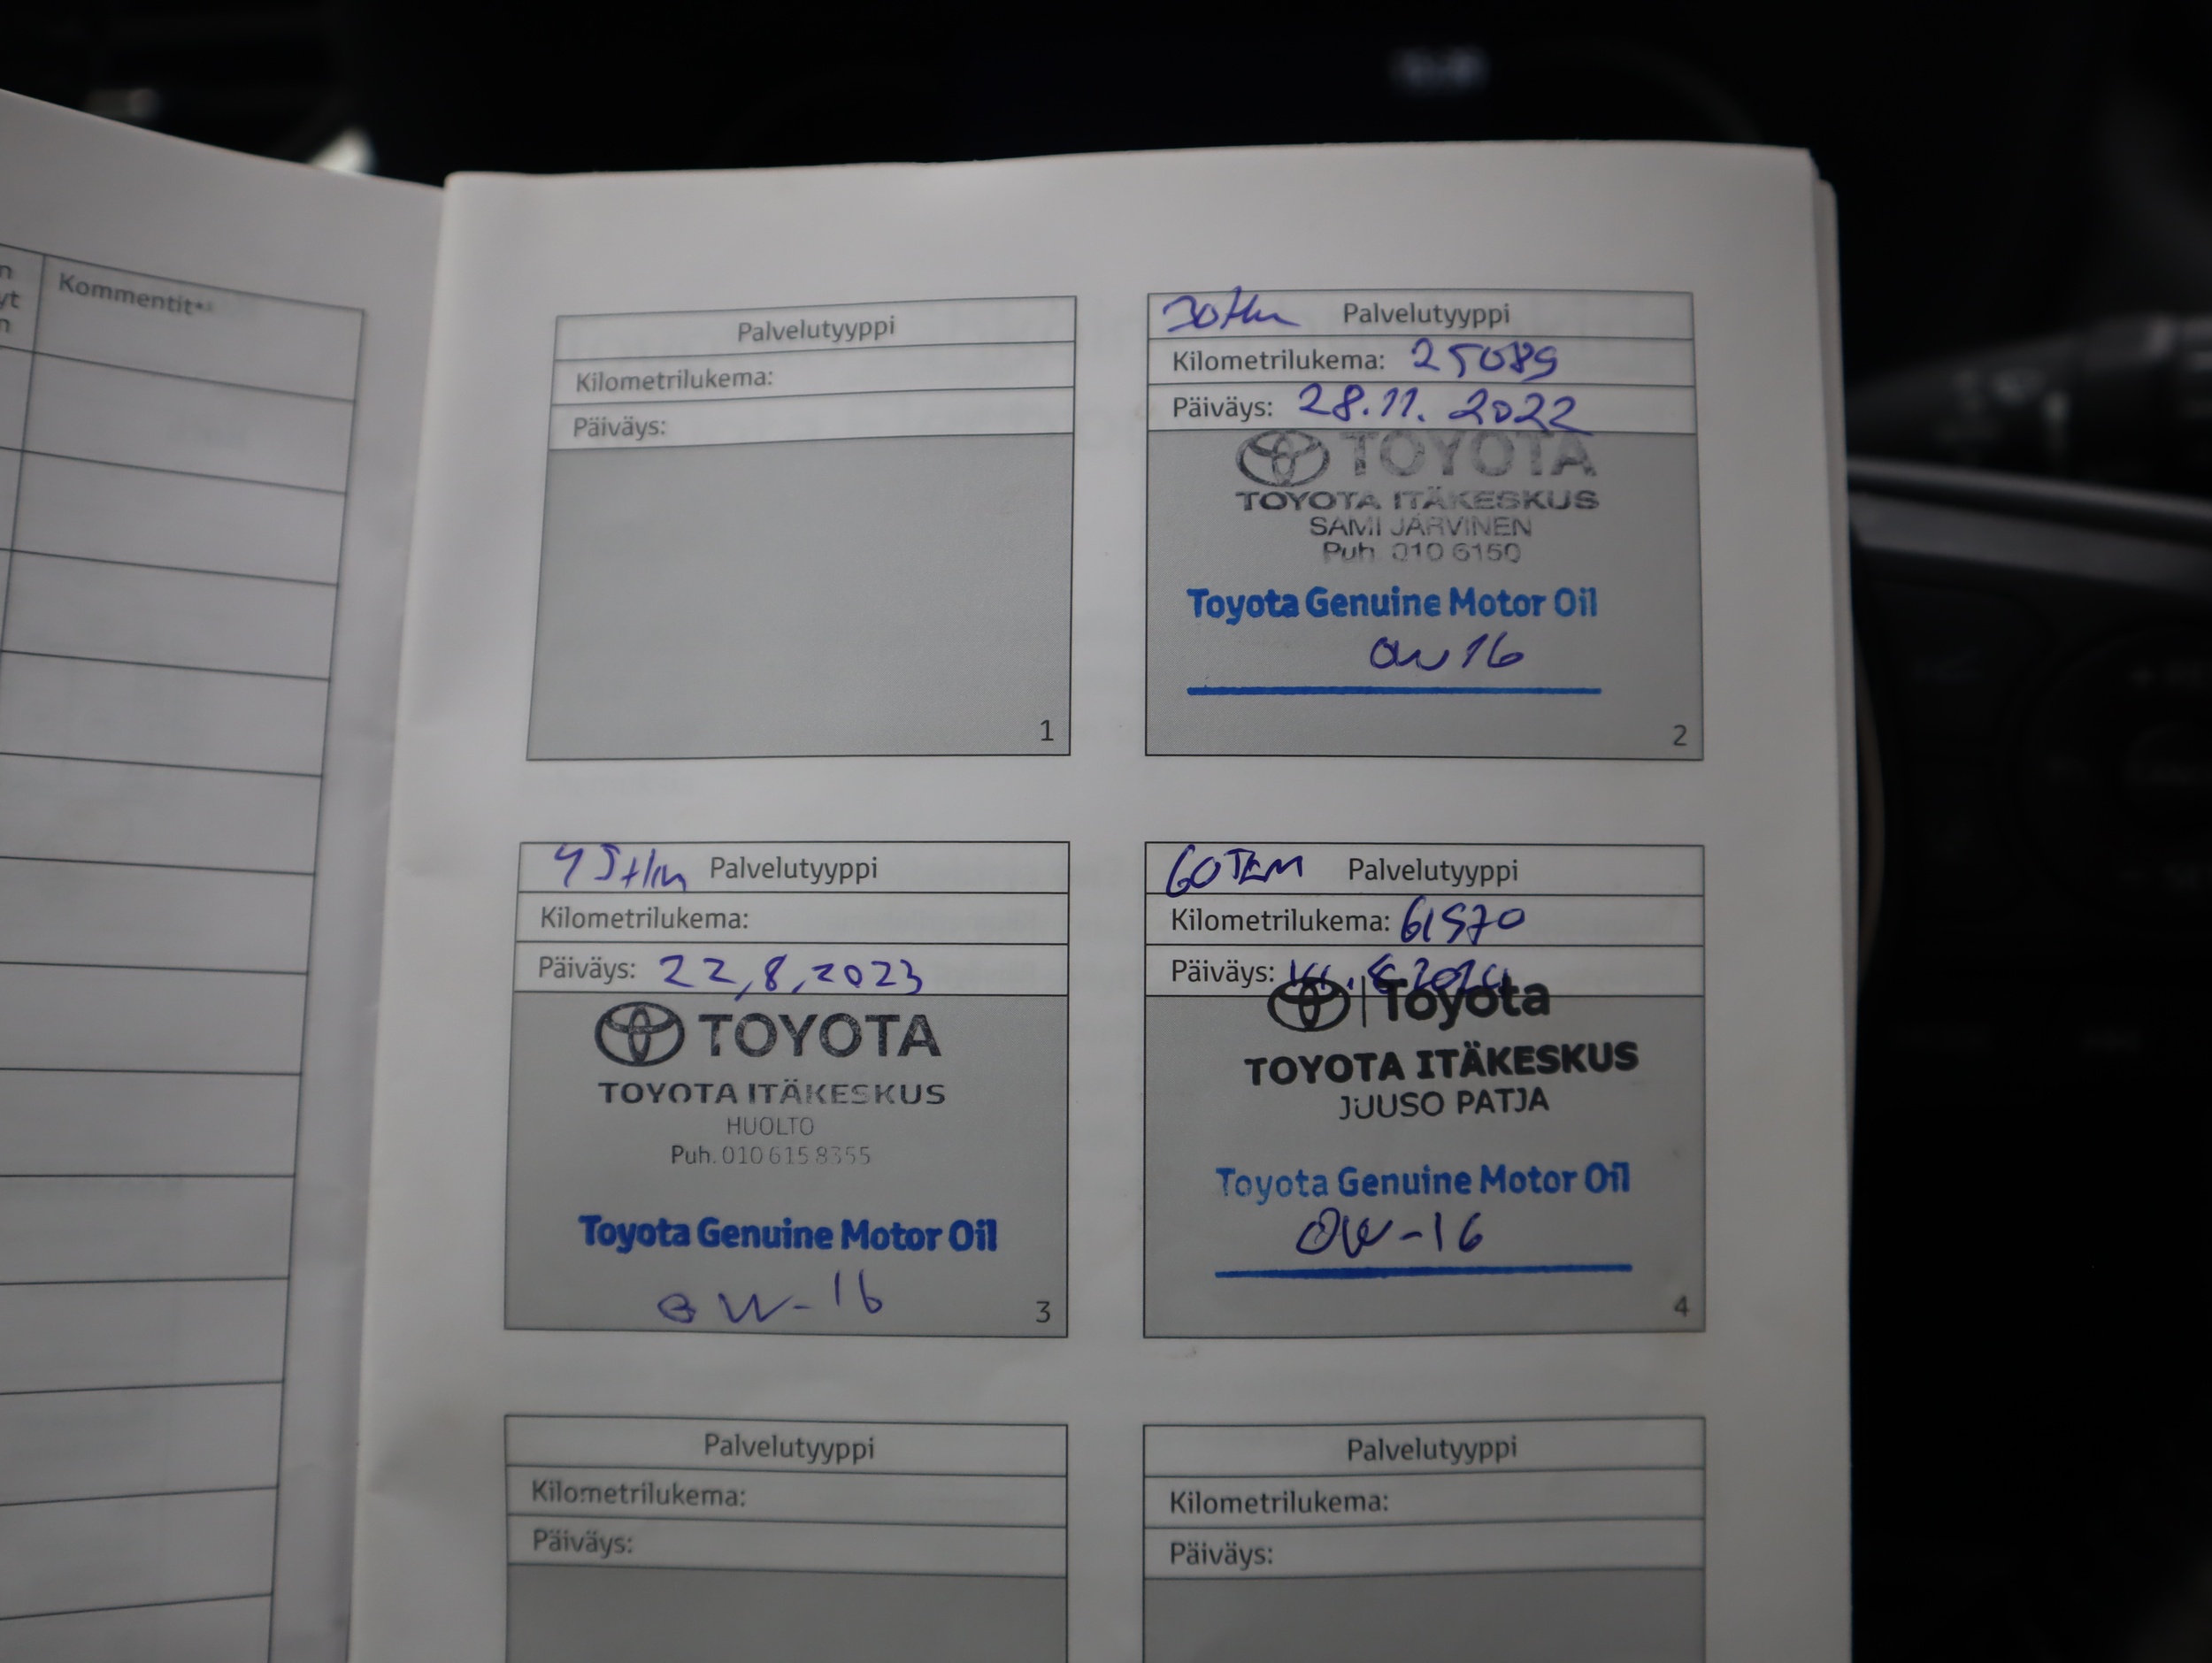 n
yt
n
Kommentit*
Palvelutyyppi
Kilometrilukema:
Päiväys:
1
30tkm Palvelutyyppi
Kilometrilukema: 25089
Päiväys: 28.11. 2022
TOYOTA
TOYOTA ITÄKESKUS
SAMI JÄRVINEN
Puh. 010 6150
Toyota Genuine Motor Oil
0w16
2
45tkm Palvelutyyppi
Kilometrilukema:
Päiväys: 22,8,2023
TOYOTA
TOYOTA ITÄKESKUS
HUOLTO
Puh. 010 615 8355
Toyota Genuine Motor Oil
0W-16
3
60TKM Palvelutyyppi
Kilometrilukema: 61570
Päiväys: 2024
Toyota
TOYOTA ITÄKESKUS
JUUSO PATJA
Toyota Genuine Motor Oil
0W-16
4
Palvelutyyppi
Kilometrilukema:
Päiväys:
Palvelutyyppi
Kilometrilukema:
Päiväys: